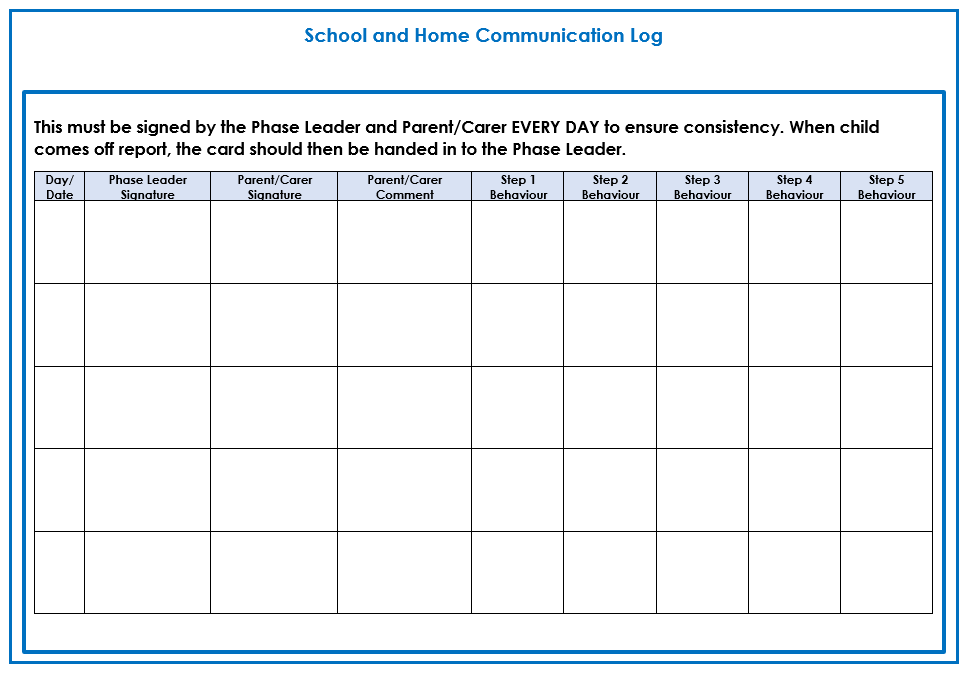 School and Home Communication Log
This must be signed by the Phase Leader and Parent/Carer EVERY DAY to ensure consistency. When child
comes off report, the card should then be handed in to the Phase Leader.
Day/ Phase Leader Parent/Carer Parent/Carer Step 1 Step 2 Step 3 Step 4 Step 5
Date Signature Signature Comment Behaviour Behaviour Behaviour Behaviour Behaviour